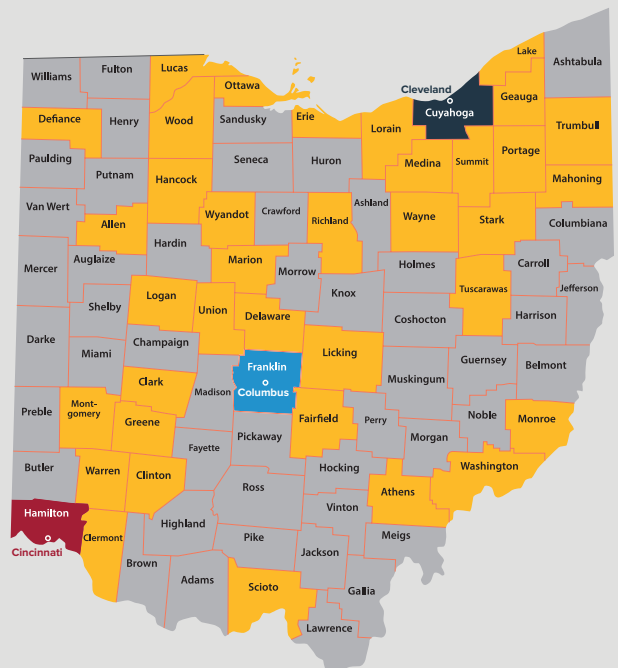 Williams
Fulton
Lucas
Ottawa
Lake
Ashtabula
Cleveland
Cuyahoga
Geauga
Defiance
Henry
Wood
Sandusky
Erie
Lorain
Trumbull
Paulding
Putnam
Hancock
Seneca
Huron
Medina
Summit
Portage
Mahoning
Van Wert
Allen
Wyandot
Crawford
Richland
Ashland
Wayne
Stark
Columbiana
Mercer
Auglaize
Hardin
Marion
Morrow
Holmes
Carroll
Jefferson
Shelby
Logan
Union
Delaware
Knox
Coshocton
Tuscarawas
Harrison
Darke
Miami
Champaign
Licking
Guernsey
Belmont
Clark
Madison
Franklin
Columbus
Muskingum
Preble
Mont-
gomery
Greene
Fayette
Pickaway
Fairfield
Perry
Morgan
Noble
Monroe
Butler
Warren
Clinton
Ross
Hocking
Athens
Washington
Hamilton
Cincinnati
Clermont
Highland
Pike
Vinton
Jackson
Meigs
Brown
Adams
Scioto
Gallia
Lawrence